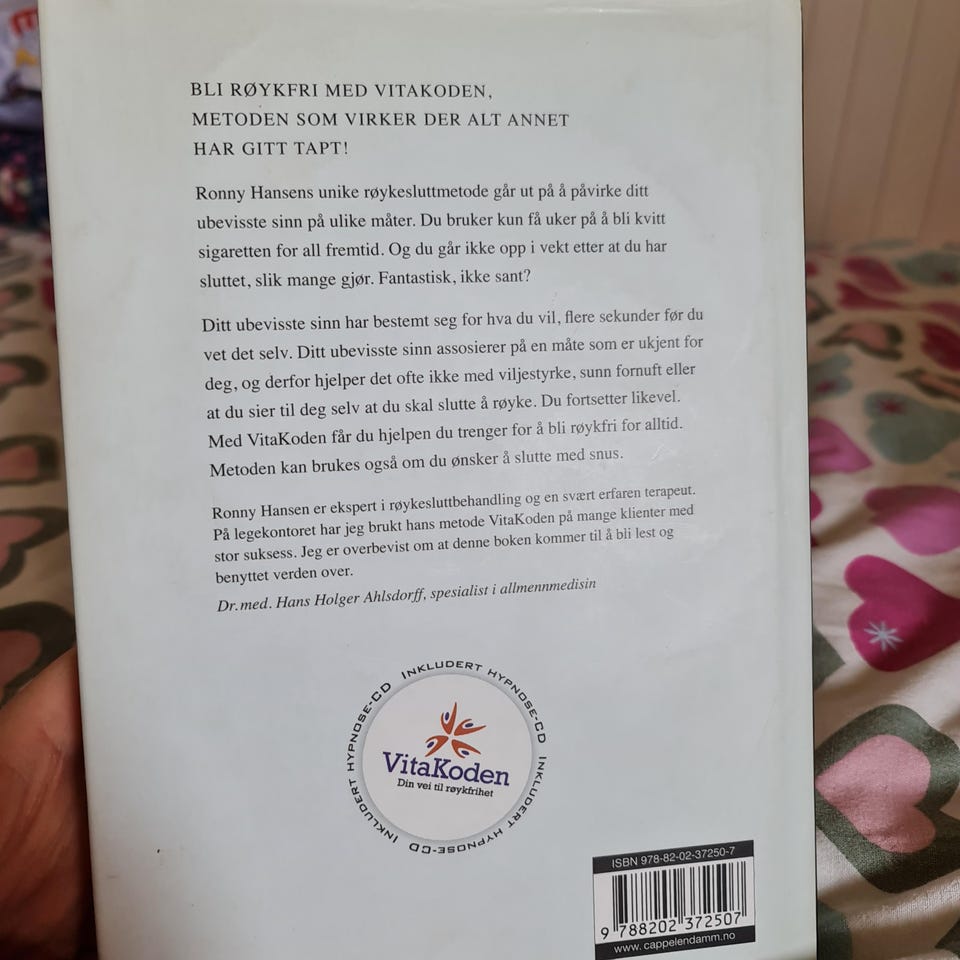 BLI RØYKFRI MED VITAKODEN,
METODEN SOM VIRKER DER ALT ANNET
HAR GITT TAPT!
Ronny Hansens unike røykesluttmetode går ut på å påvirke ditt
ubevisste sinn på ulike måter. Du bruker kun få uker på å bli kvitt
sigaretten for all fremtid. Og du går ikke opp i vekt etter at du har
sluttet, slik mange gjør. Fantastisk, ikke sant?
Ditt ubevisste sinn har bestemt seg for hva du vil, flere sekunder før du
vet det selv. Ditt ubevisste sinn assosierer på en måte som er ukjent for
deg, og derfor hjelper det ofte ikke med viljestyrke, sunn fornuft eller
at du sier til deg selv at du skal slutte å røyke. Du fortsetter likevel.
Med VitaKoden får du hjelpen du trenger for å bli røykfri for alltid.
Metoden kan brukes også om du ønsker å slutte med snus.
Ronny Hansen er ekspert i røykesluttbehandling og en svært erfaren terapeut.
På legekontoret har jeg brukt hans metode VitaKoden på mange klienter med
stor suksess. Jeg er overbevist om at denne boken kommer til å bli lest og
benyttet verden over.
Dr.med. Hans Holger Ahlsdorff, spesialist i allmennmedisin
INKLUDERT HYPNOSE-CD INKLUDERT HYPNOSE-CD INKLUDERT HYPNOSE-CD
VitaKoden
Din vei til røykfrihet
ISBN 978-82-02-37250-7
9 788202 372507
www.cappelendamm.no